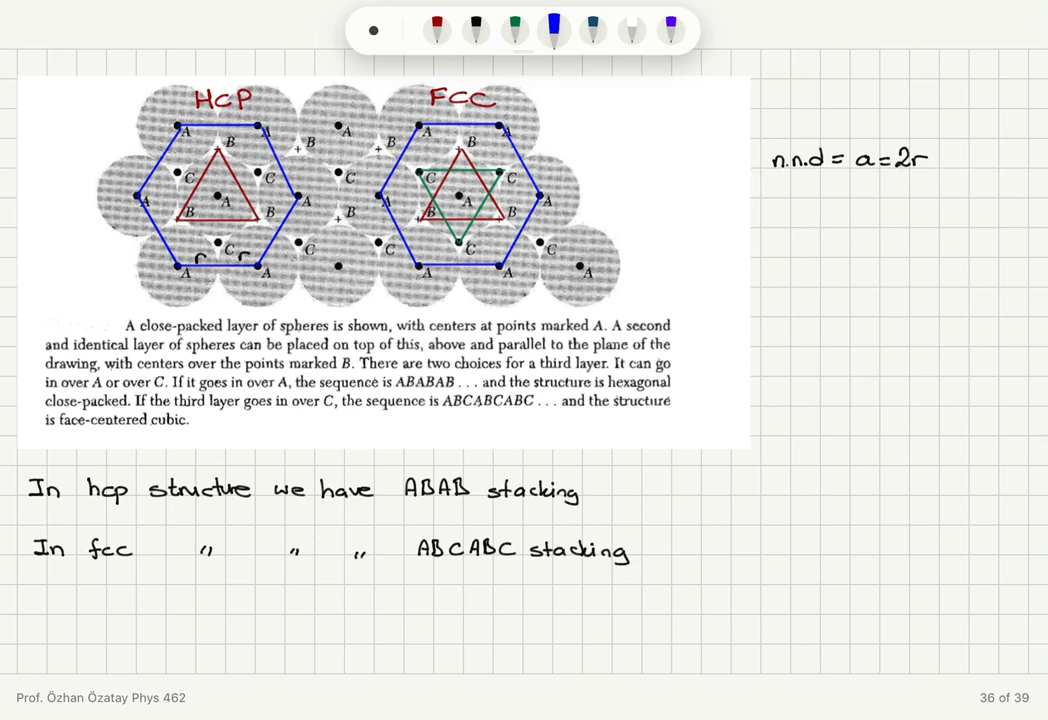 HCP FCC
A A A A A
B B B B
n.n.d = a = 2r
C C C C C
A A A A A A
B B B B B
C C C C C
r r
A A A A A
A close-packed layer of spheres is shown, with centers at points marked A. A second
and identical layer of spheres can be placed on top of this, above and parallel to the plane of the
drawing, with centers over the points marked B. There are two choices for a third layer. It can go
in over A or over C. If it goes in over A, the sequence is ABABAB . . . and the structure is hexagonal
close-packed. If the third layer goes in over C, the sequence is ABCABCABC . . . and the structure
is face-centered cubic.
In hcp structure we have ABAB stacking
In fcc " " " ABCABC stacking
Prof. Özhan Özatay Phys 462 36 of 39